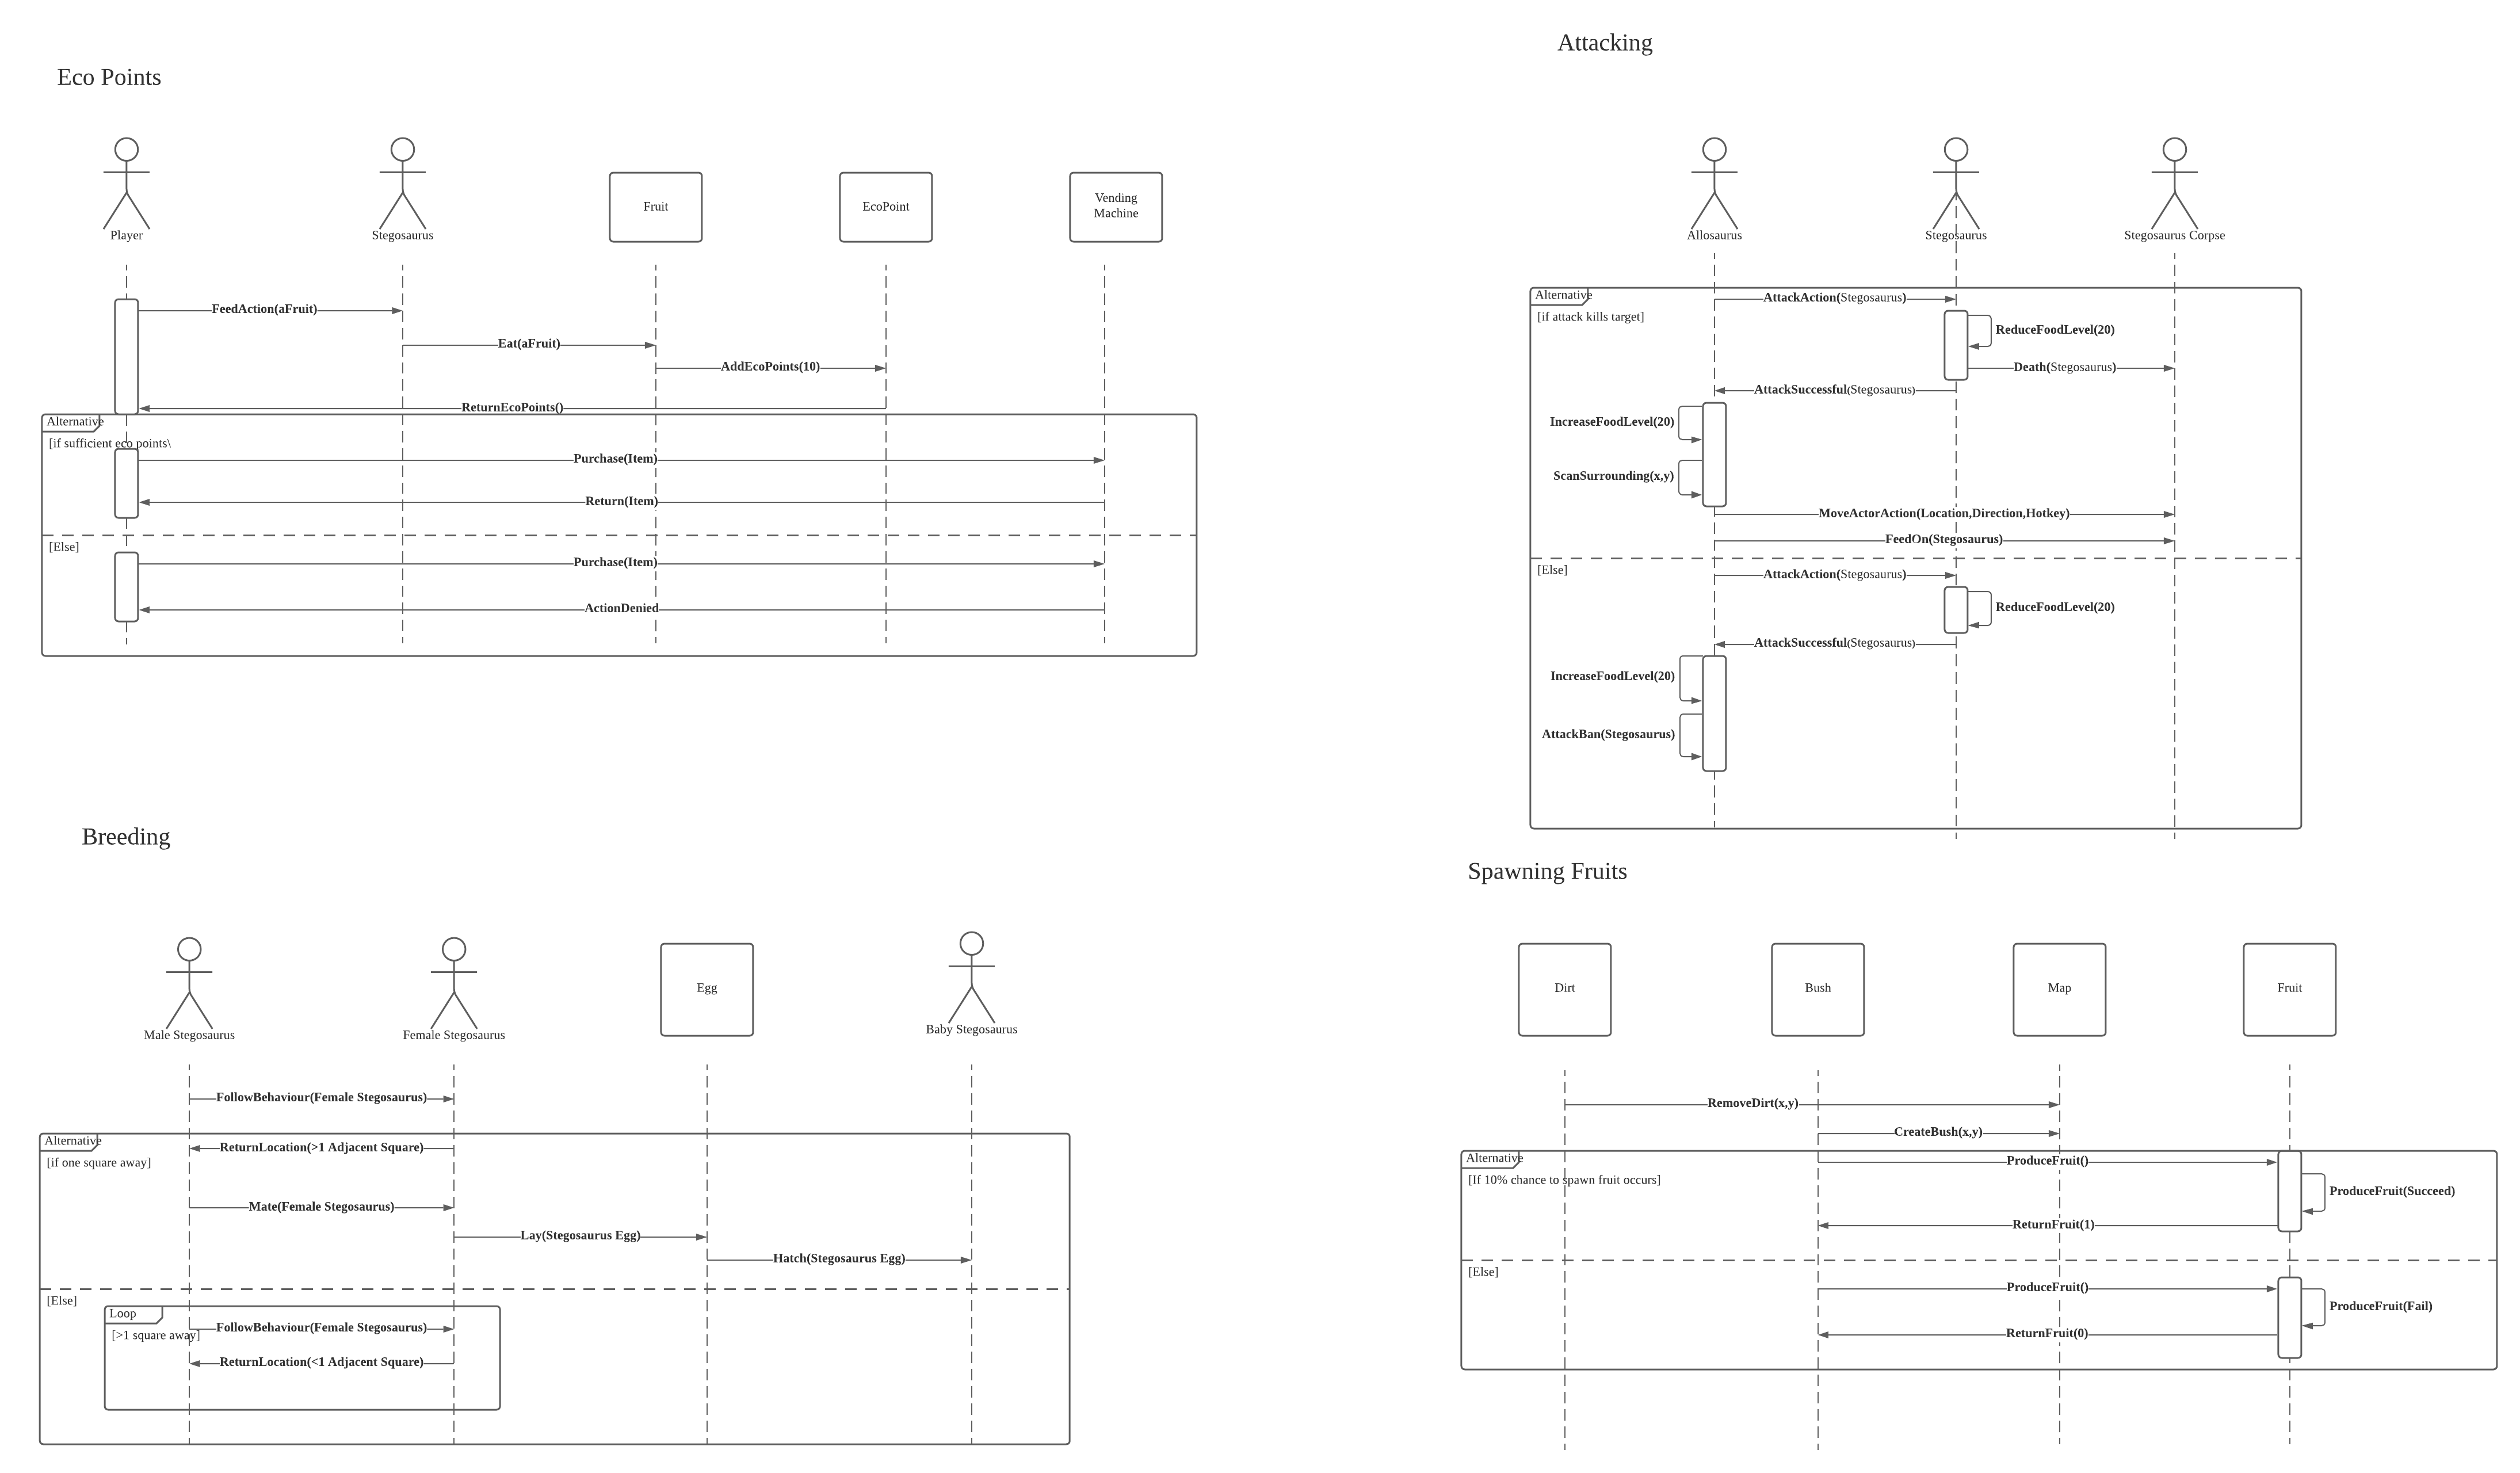 Eco Points
Player
Stegosaurus
Fruit
EcoPoint
Vending
Machine
FeedAction(aFruit)
Eat(aFruit)
AddEcoPoints(10)
ReturnEcoPoints()
Alternative
[if sufficient eco points\
Purchase(Item)
Return(Item)
[Else]
Purchase(Item)
ActionDenied
Attacking
Allosaurus
Stegosaurus
Stegosaurus Corpse
Alternative
AttackAction(Stegosaurus)
[if attack kills target]
ReduceFoodLevel(20)
Death(Stegosaurus)
AttackSuccessful(Stegosaurus)
IncreaseFoodLevel(20)
ScanSurrounding(x,y)
MoveActorAction(Location,Direction,Hotkey)
FeedOn(Stegosaurus)
[Else]
AttackAction(Stegosaurus)
ReduceFoodLevel(20)
AttackSuccessful(Stegosaurus)
IncreaseFoodLevel(20)
AttackBan(Stegosaurus)
Breeding
Male Stegosaurus
Female Stegosaurus
Egg
Baby Stegosaurus
FollowBehaviour(Female Stegosaurus)
Alternative
ReturnLocation(>1 Adjacent Square)
[if one square away]
Mate(Female Stegosaurus)
Lay(Stegosaurus Egg)
Hatch(Stegosaurus Egg)
[Else]
Loop
FollowBehaviour(Female Stegosaurus)
[>1 square away]
ReturnLocation(<1 Adjacent Square)
Spawning Fruits
Dirt
Bush
Map
Fruit
RemoveDirt(x,y)
CreateBush(x,y)
Alternative
ProduceFruit()
[If 10% chance to spawn fruit occurs]
ProduceFruit(Succeed)
ReturnFruit(1)
[Else]
ProduceFruit()
ProduceFruit(Fail)
ReturnFruit(0)